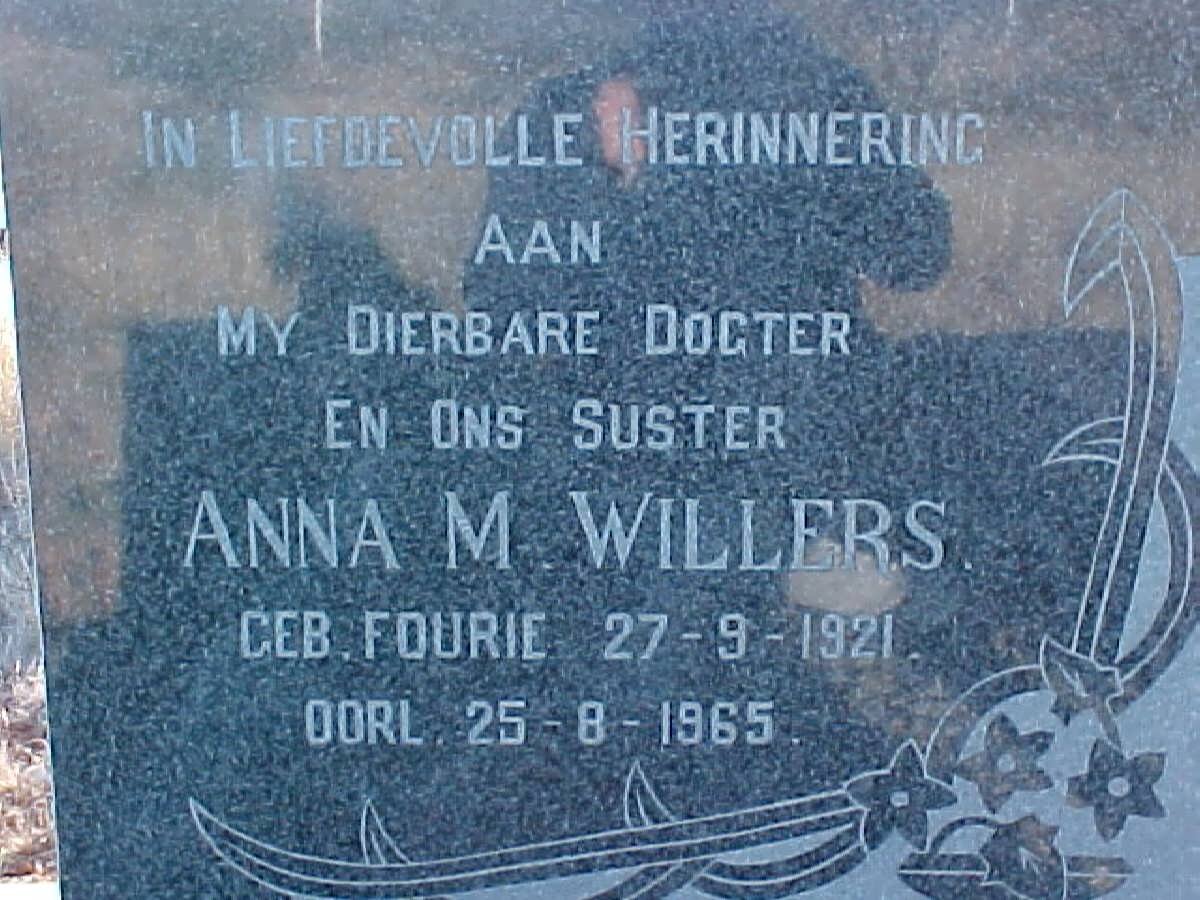 IN LIEFDEVOLLE HERINNERING
AAN
MY DIERBARE DOGTER
EN ONS SUSTER
ANNA M. WILLERS.
GEB. FOURIE 27-9-1921.
OORL. 25-8-1965.